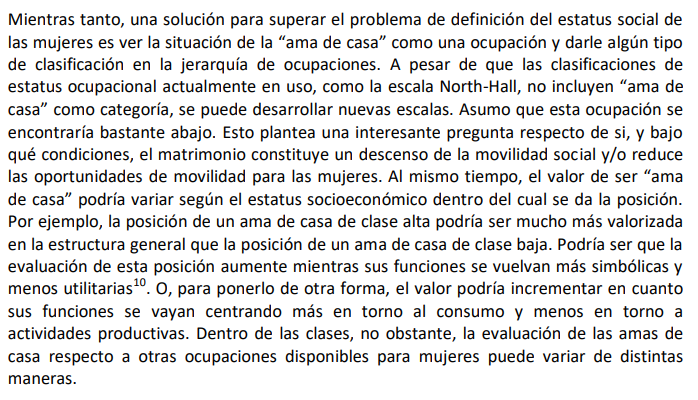 Mientras tanto, una solución para superar el problema de definición del estatus social de
las mujeres es ver la situación de la “ama de casa” como una ocupación y darle algún tipo
de clasificación en la jerarquía de ocupaciones. A pesar de que las clasificaciones de
estatus ocupacional actualmente en uso, como la escala North-Hall, no incluyen “ama de
casa” como categoría, se puede desarrollar nuevas escalas. Asumo que esta ocupación se
encontraría bastante abajo. Esto plantea una interesante pregunta respecto de si, y bajo
qué condiciones, el matrimonio constituye un descenso de la movilidad social y/o reduce
las oportunidades de movilidad para las mujeres. Al mismo tiempo, el valor de ser “ama
de casa” podría variar según el estatus socioeconómico dentro del cual se da la posición.
Por ejemplo, la posición de un ama de casa de clase alta podría ser mucho más valorizada
en la estructura general que la posición de un ama de casa de clase baja. Podría ser que la
evaluación de esta posición aumente mientras sus funciones se vuelvan más simbólicas y
menos utilitarias¹⁰. O, para ponerlo de otra forma, el valor podría incrementar en cuanto
sus funciones se vayan centrando más en torno al consumo y menos en torno a
actividades productivas. Dentro de las clases, no obstante, la evaluación de las amas de
casa respecto a otras ocupaciones disponibles para mujeres puede variar de distintas
maneras.